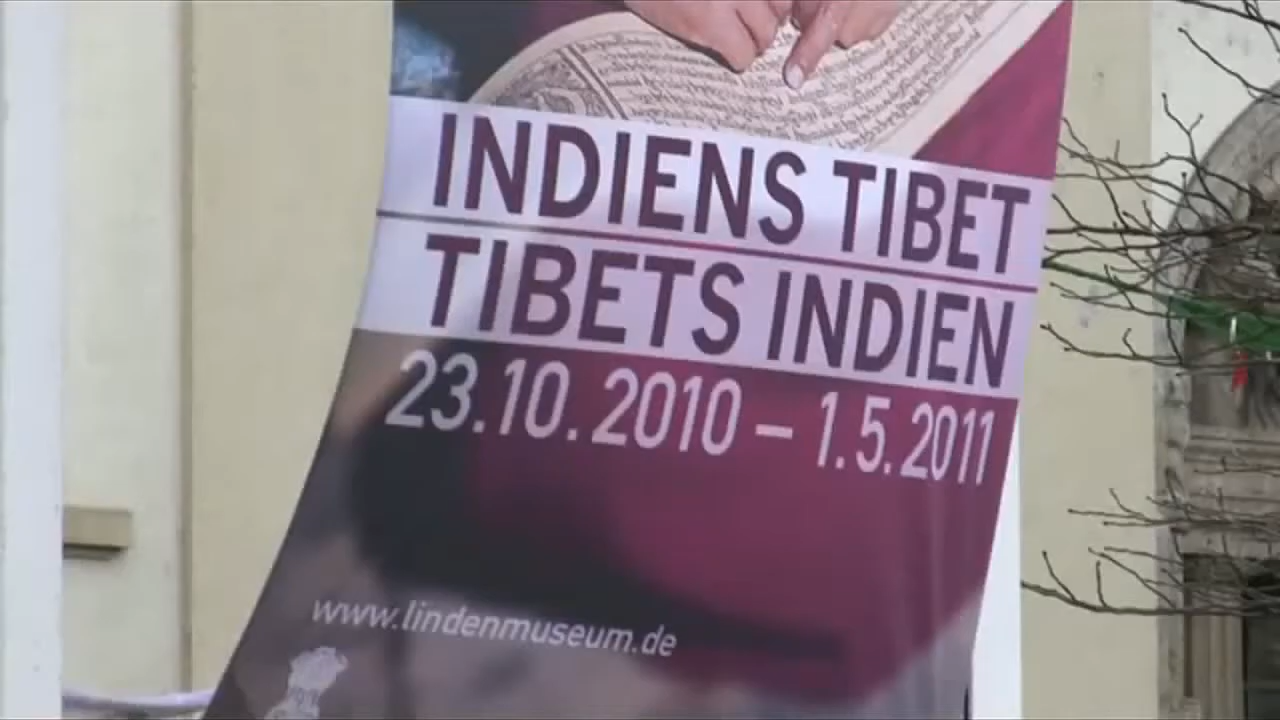 INDIENS TIBET
TIBETS INDIEN
23.10.2010 – 1.5.2011
www.lindenmuseum.de